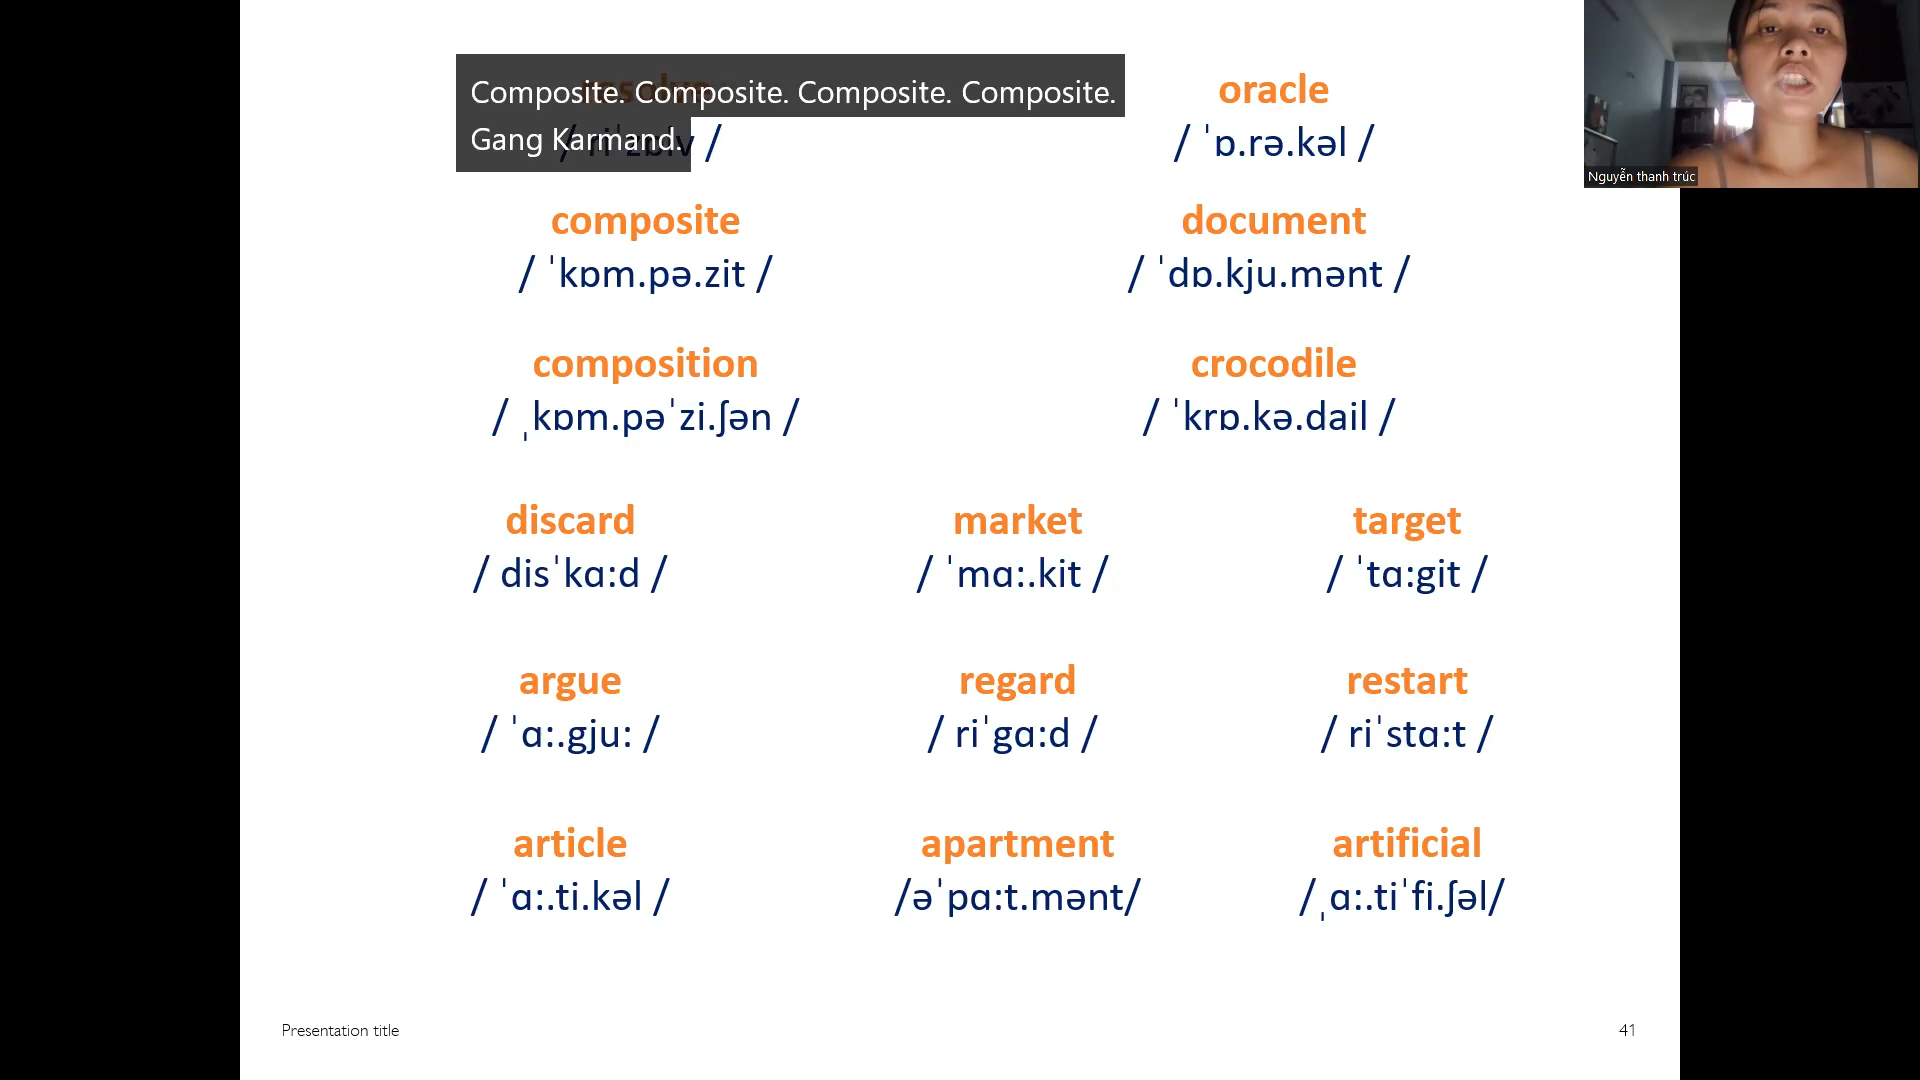 Composite. Composite. Composite. Composite.
Gang Karmand.
oracle
/ ˈɒ.rə.kəl /
Nguyễn thanh trúc
composite
/ ˈkɒm.pə.zit /
document
/ ˈdɒ.kju.mənt /
composition
/ ˌkɒm.pəˈzi.ʃən /
crocodile
/ ˈkrɒ.kə.dail /
discard
/ disˈkɑ:d /
market
/ ˈmɑ:.kit /
target
/ ˈtɑ:git /
argue
/ ˈɑ:.gju: /
regard
/ riˈgɑ:d /
restart
/ riˈstɑ:t /
article
/ ˈɑ:.ti.kəl /
apartment
/əˈpɑ:t.mənt/
artificial
/ˌɑ:.tiˈfi.ʃəl/
Presentation title
41